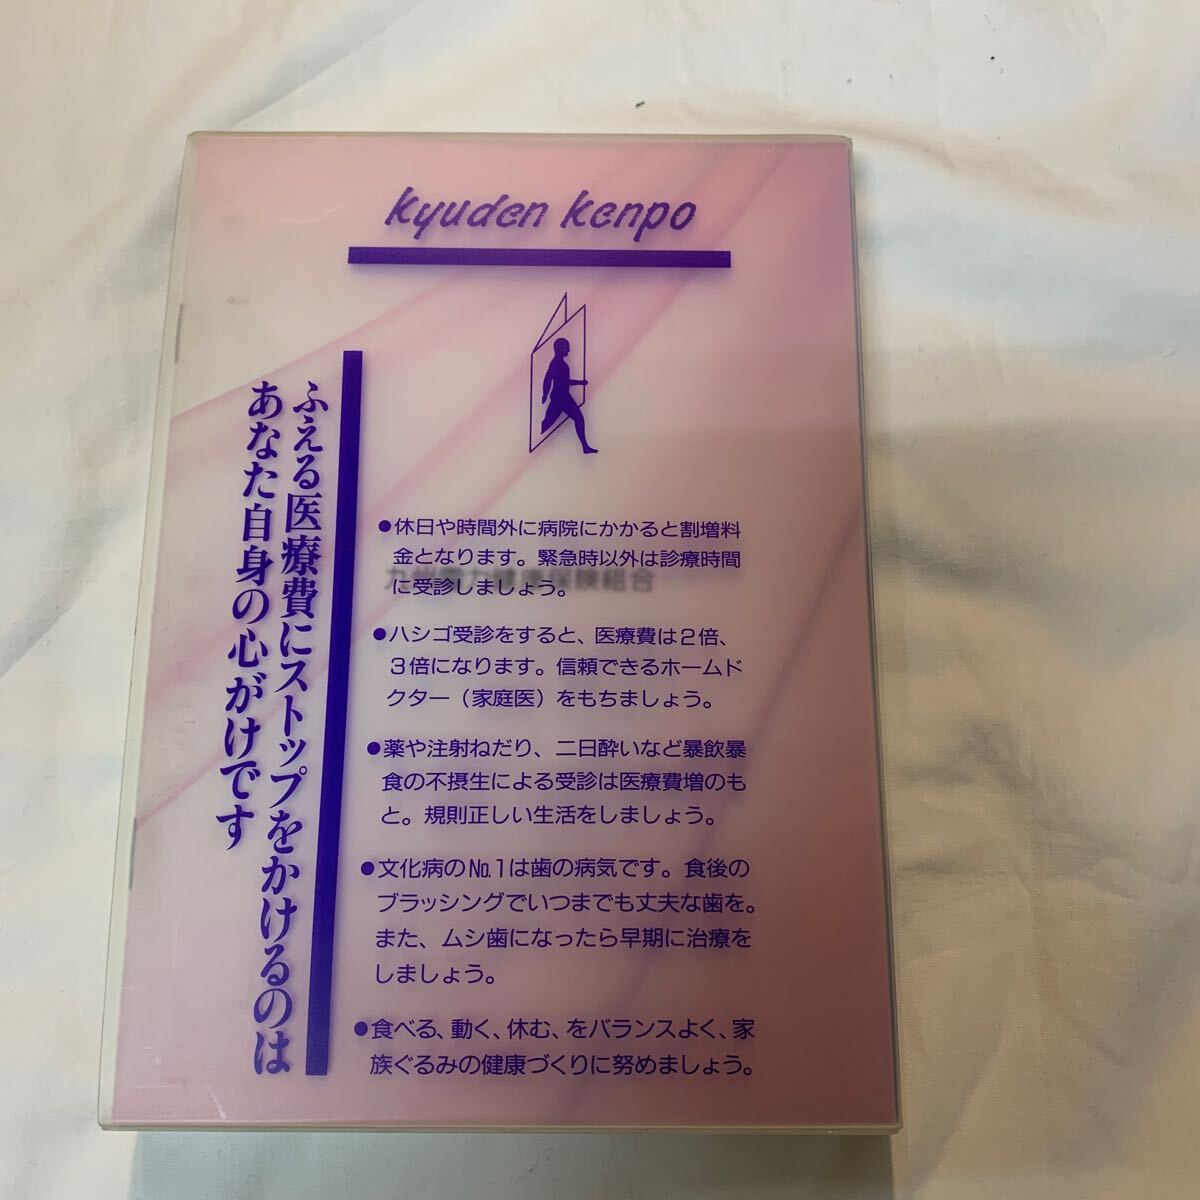 kyuden kenpo
ふえる医療費にストップをかけるのは
あなた自身の心がけです
●休日や時間外に病院にかかると割増料
金となります。緊急時以外は診療時間
に受診しましょう。
●ハシゴ受診をすると、医療費は2倍、
3倍になります。信頼できるホームド
クター（家庭医）をもちましょう。
●薬や注射ねだり、二日酔いなど暴飲暴
食の不摂生による受診は医療費増のも
と。規則正しい生活をしましょう。
●文化病の№1は歯の病気です。食後の
ブラッシングでいつまでも丈夫な歯を。
また、ムシ歯になったら早期に治療を
しましょう。
●食べる、動く、休む、をバランスよく、家
族ぐるみの健康づくりに努めましょう。